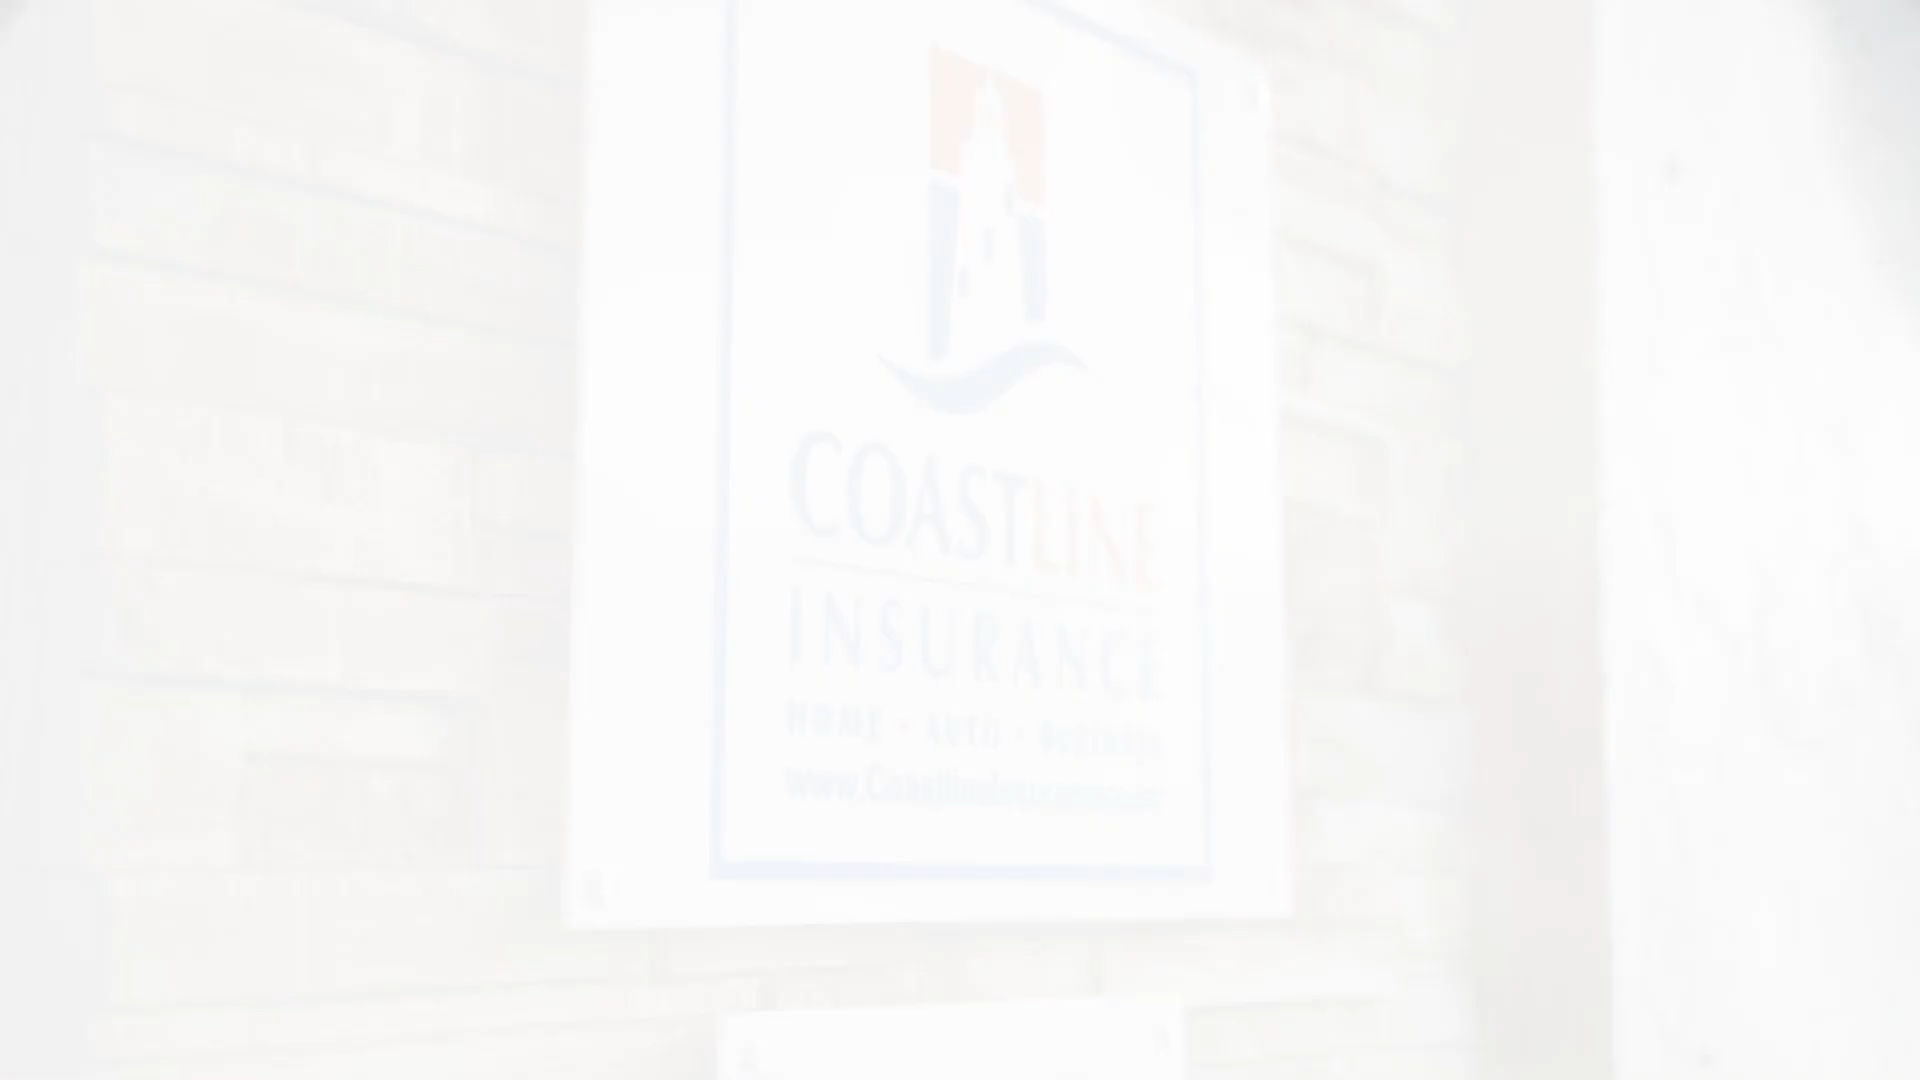 COASTLINE
INSURANCE
HOME • AUTO • BUSINESS